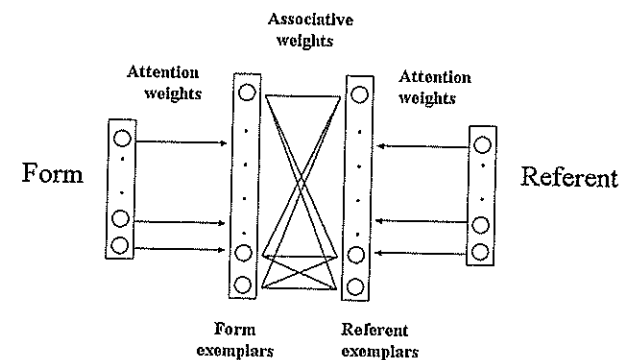 Associative
weights
Attention
weights
Attention
weights
Form
Referent
Form
exemplars
Referent
exemplars